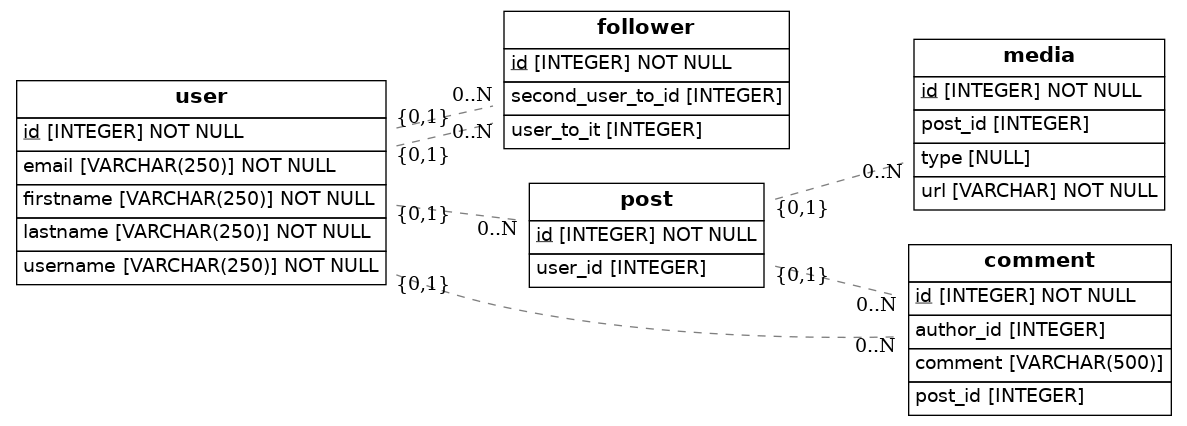 user
id [INTEGER] NOT NULL
email [VARCHAR(250)] NOT NULL
firstname [VARCHAR(250)] NOT NULL
lastname [VARCHAR(250)] NOT NULL
username [VARCHAR(250)] NOT NULL
follower
id [INTEGER] NOT NULL
second_user_to_id [INTEGER]
user_to_it [INTEGER]
post
id [INTEGER] NOT NULL
user_id [INTEGER]
media
id [INTEGER] NOT NULL
post_id [INTEGER]
type [NULL]
url [VARCHAR] NOT NULL
comment
id [INTEGER] NOT NULL
author_id [INTEGER]
comment [VARCHAR(500)]
post_id [INTEGER]
0..N
{0,1}
0..N
{0,1}
{0,1}
0..N
{0,1}
0..N
0..N
{0,1}
{0,1}
0..N